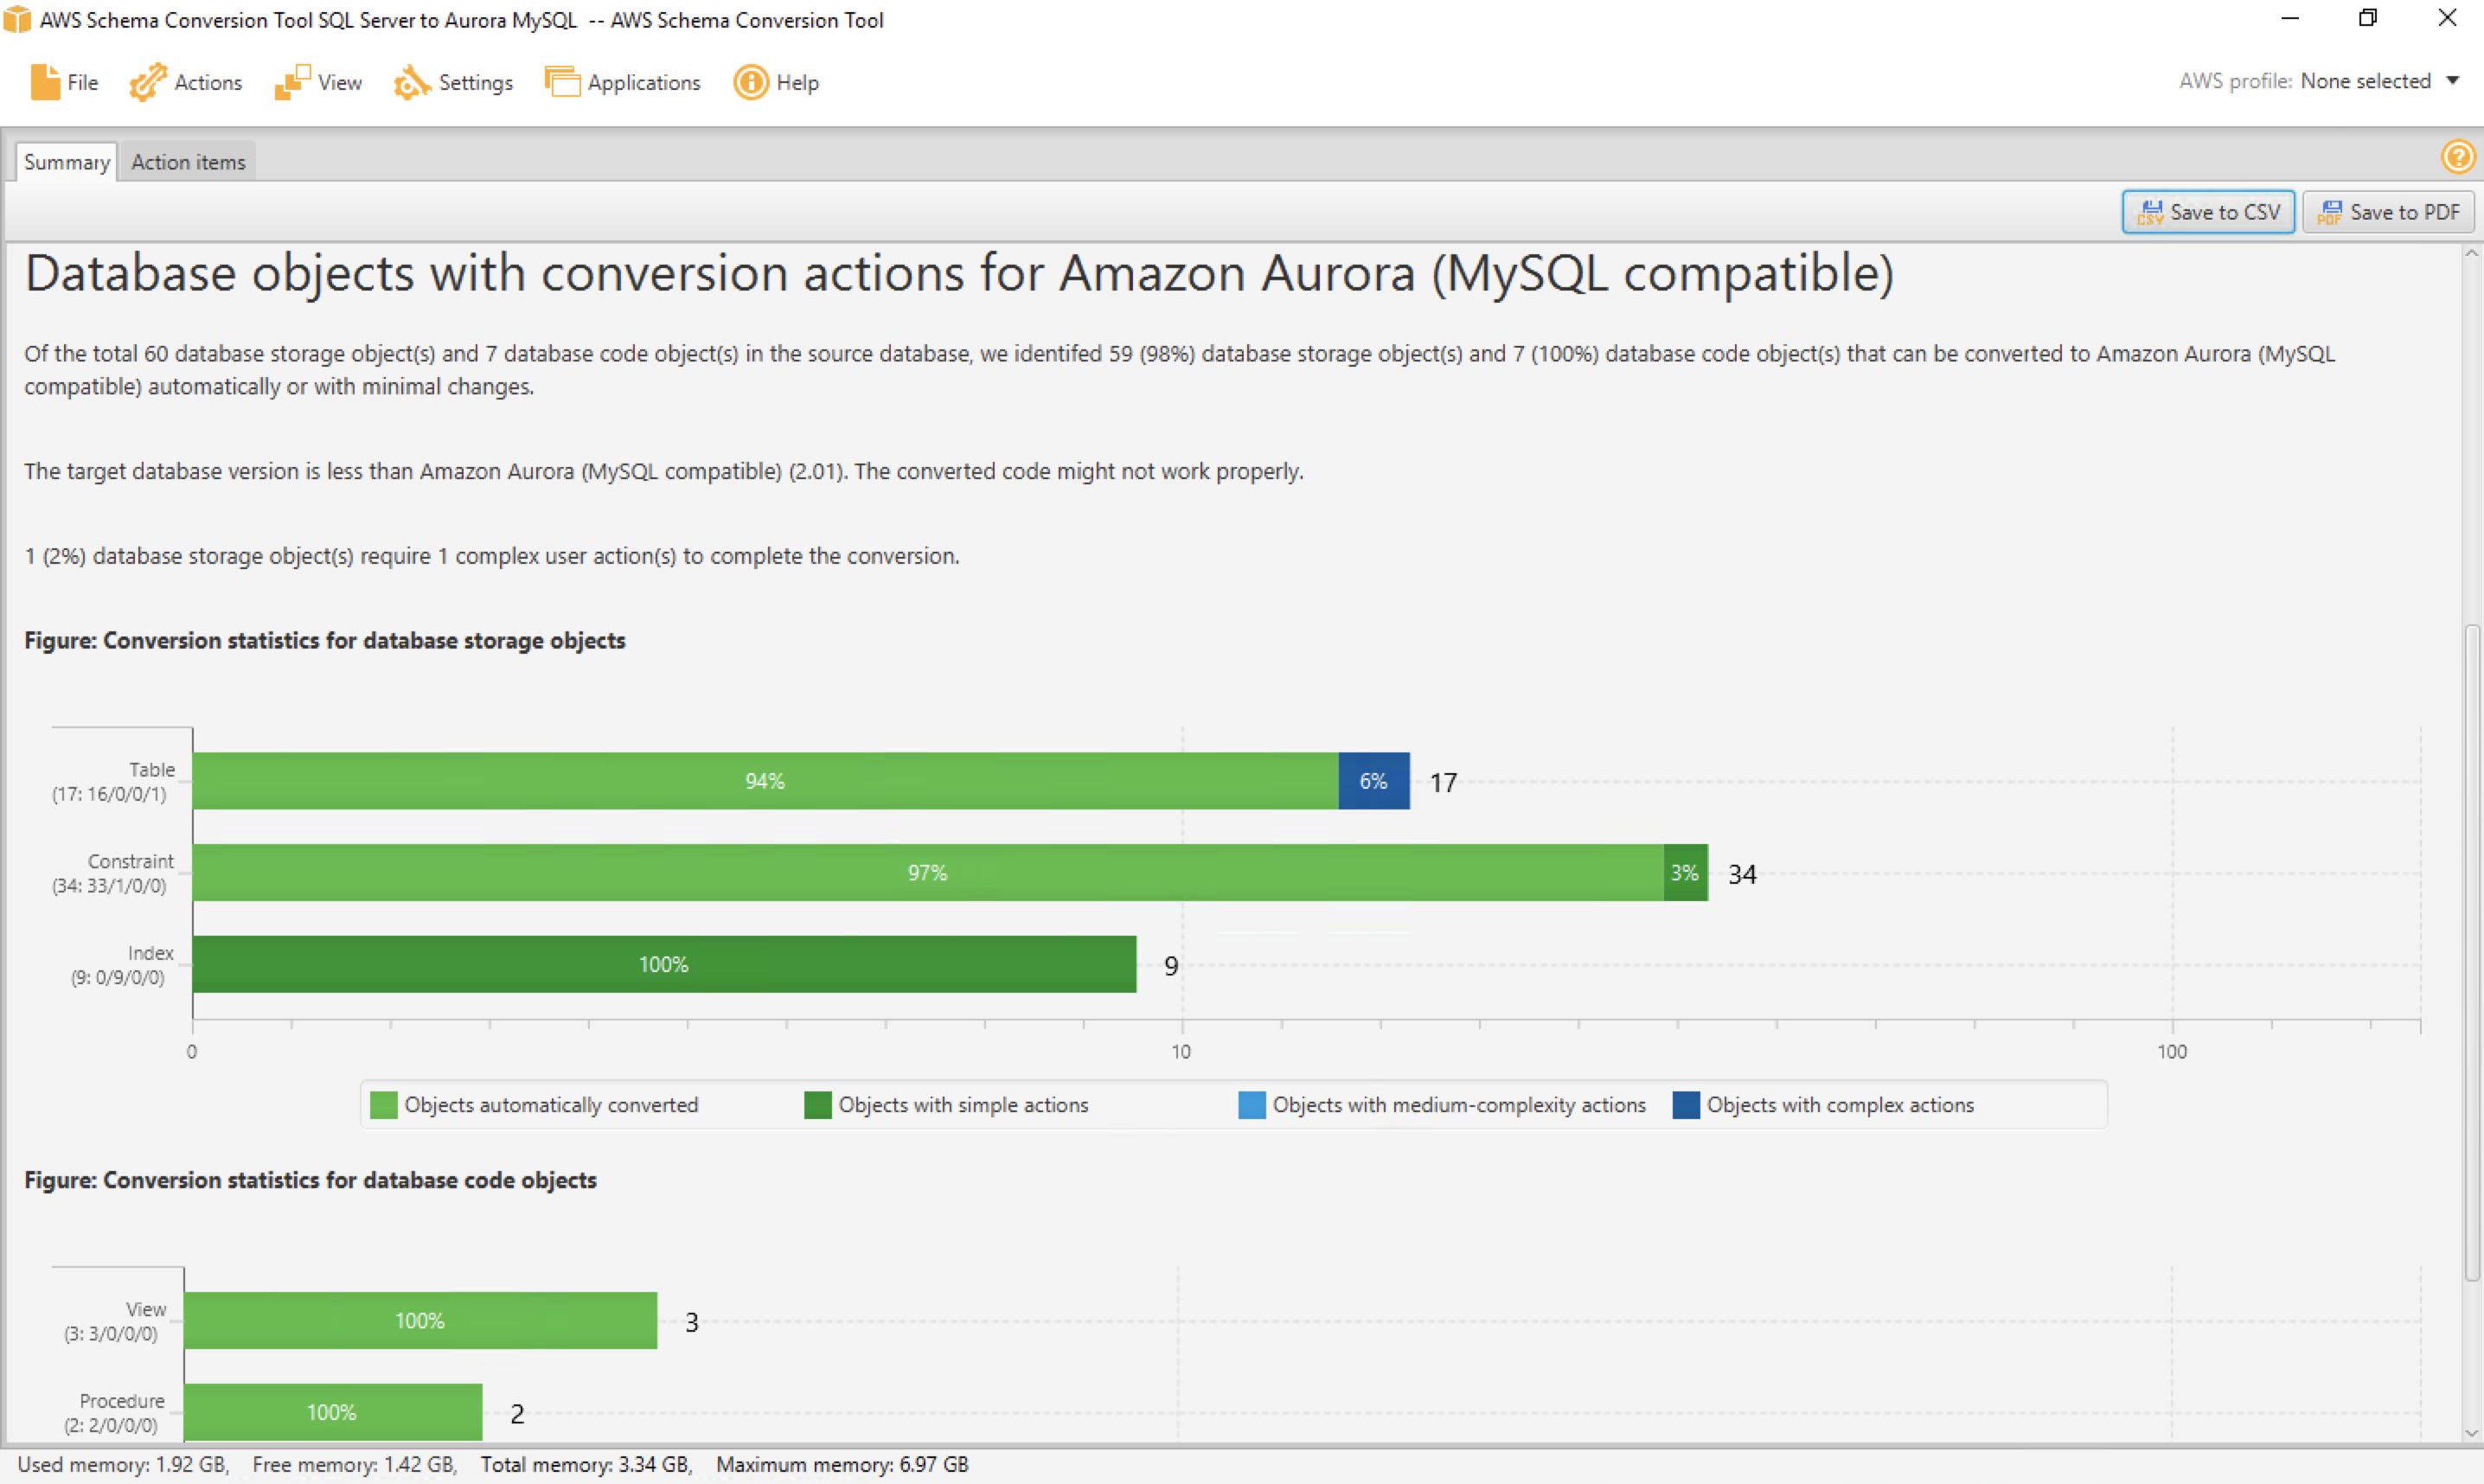 AWS Schema Conversion Tool SQL Server to Aurora MySQL -- AWS Schema Conversion Tool
File Actions View Settings Applications Help AWS profile: None selected
Summary Action items
Save to CSV Save to PDF
Database objects with conversion actions for Amazon Aurora (MySQL compatible)
Of the total 60 database storage object(s) and 7 database code object(s) in the source database, we identifed 59 (98%) database storage object(s) and 7 (100%) database code object(s) that can be converted to Amazon Aurora (MySQL
compatible) automatically or with minimal changes.
The target database version is less than Amazon Aurora (MySQL compatible) (2.01). The converted code might not work properly.
1 (2%) database storage object(s) require 1 complex user action(s) to complete the conversion.
Figure: Conversion statistics for database storage objects
Table
(17: 16/0/0/1)
94% 6% 17
Constraint
(34: 33/1/0/0)
97% 3% 34
Index
(9: 0/9/0/0)
100% 9
0 10 100
Objects automatically converted Objects with simple actions Objects with medium-complexity actions Objects with complex actions
Figure: Conversion statistics for database code objects
View
(3: 3/0/0/0)
100% 3
Procedure
(2: 2/0/0/0)
100% 2
Used memory: 1.92 GB, Free memory: 1.42 GB, Total memory: 3.34 GB, Maximum memory: 6.97 GB